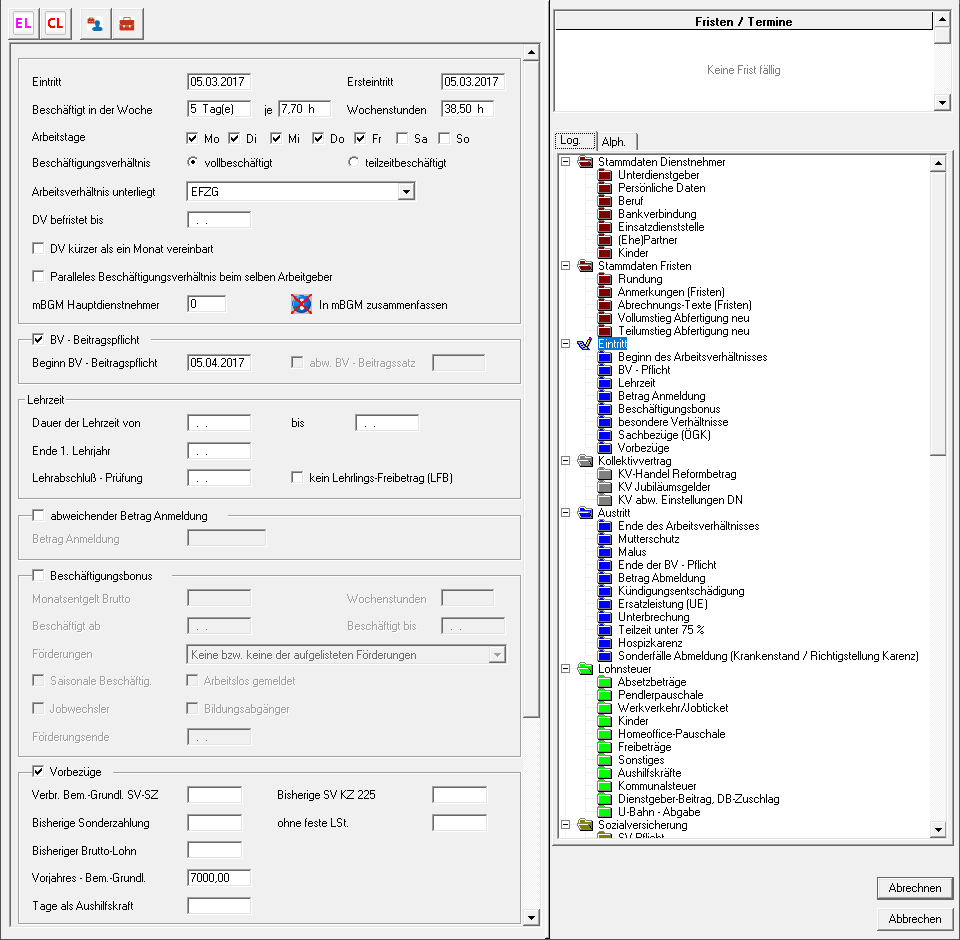 EL CL
Eintritt 05.03.2017 Ersteintritt 05.03.2017
Beschäftigt in der Woche 5 Tag(e) je 7,70 h Wochenstunden 38,50 h
Arbeitstage Mo Di Mi Do Fr Sa So
Beschäftigungsverhältnis vollbeschäftigt teilzeitbeschäftigt
Arbeitsverhältnis unterliegt EFZG
DV befristet bis . .
DV kürzer als ein Monat vereinbart
Paralleles Beschäftigungsverhältnis beim selben Arbeitgeber
mBGM Hauptdienstnehmer 0 In mBGM zusammenfassen
BV - Beitragspflicht
Beginn BV - Beitragspflicht 05.04.2017 abw. BV - Beitragssatz
Lehrzeit
Dauer der Lehrzeit von . . bis . .
Ende 1. Lehrjahr . .
Lehrabschluß - Prüfung . . kein Lehrlings-Freibetrag (LFB)
abweichender Betrag Anmeldung
Betrag Anmeldung
Beschäftigungsbonus
Monatsentgelt Brutto Wochenstunden
Beschäftigt ab . . Beschäftigt bis . .
Förderungen Keine bzw. keine der aufgelisteten Förderungen
Saisonale Beschäftig. Arbeitslos gemeldet
Jobwechsler Bildungsabgänger
Förderungsende . .
Vorbezüge
Verbr. Bem.-Grundl. SV-SZ Bisherige SV KZ 225
Bisherige Sonderzahlung ohne feste LSt.
Bisheriger Brutto-Lohn
Vorjahres - Bem.-Grundl. 7000,00
Tage als Aushilfskraft
Fristen / Termine
Keine Frist fällig
Log. Alph.
Stammdaten Dienstnehmer
Unterdienstgeber
Persönliche Daten
Beruf
Bankverbindung
Einsatzdienststelle
(Ehe)Partner
Kinder
Stammdaten Fristen
Rundung
Anmerkungen (Fristen)
Abrechnungs-Texte (Fristen)
Vollumstieg Abfertigung neu
Teilumstieg Abfertigung neu
Eintritt
Beginn des Arbeitsverhältnisses
BV - Pflicht
Lehrzeit
Betrag Anmeldung
Beschäftigungsbonus
besondere Verhältnisse
Sachbezüge (ÖGK)
Vorbezüge
Kollektivvertrag
KV-Handel Reformbetrag
KV Jubiläumsgelder
KV abw. Einstellungen DN
Austritt
Ende des Arbeitsverhältnisses
Mutterschutz
Malus
Ende der BV - Pflicht
Betrag Abmeldung
Kündigungsentschädigung
Ersatzleistung (UE)
Unterbrechung
Teilzeit unter 75 %
Hospizkarenz
Sonderfälle Abmeldung (Krankenstand / Richtigstellung Karenz)
Lohnsteuer
Absetzbeträge
Pendlerpauschale
Werkverkehr/Jobticket
Kinder
Homeoffice-Pauschale
Freibeträge
Sonstiges
Aushilfskräfte
Kommunalsteuer
Dienstgeber-Beitrag, DB-Zuschlag
U-Bahn - Abgabe
Sozialversicherung
SV-Pflicht
Abrechnen
Abbrechen